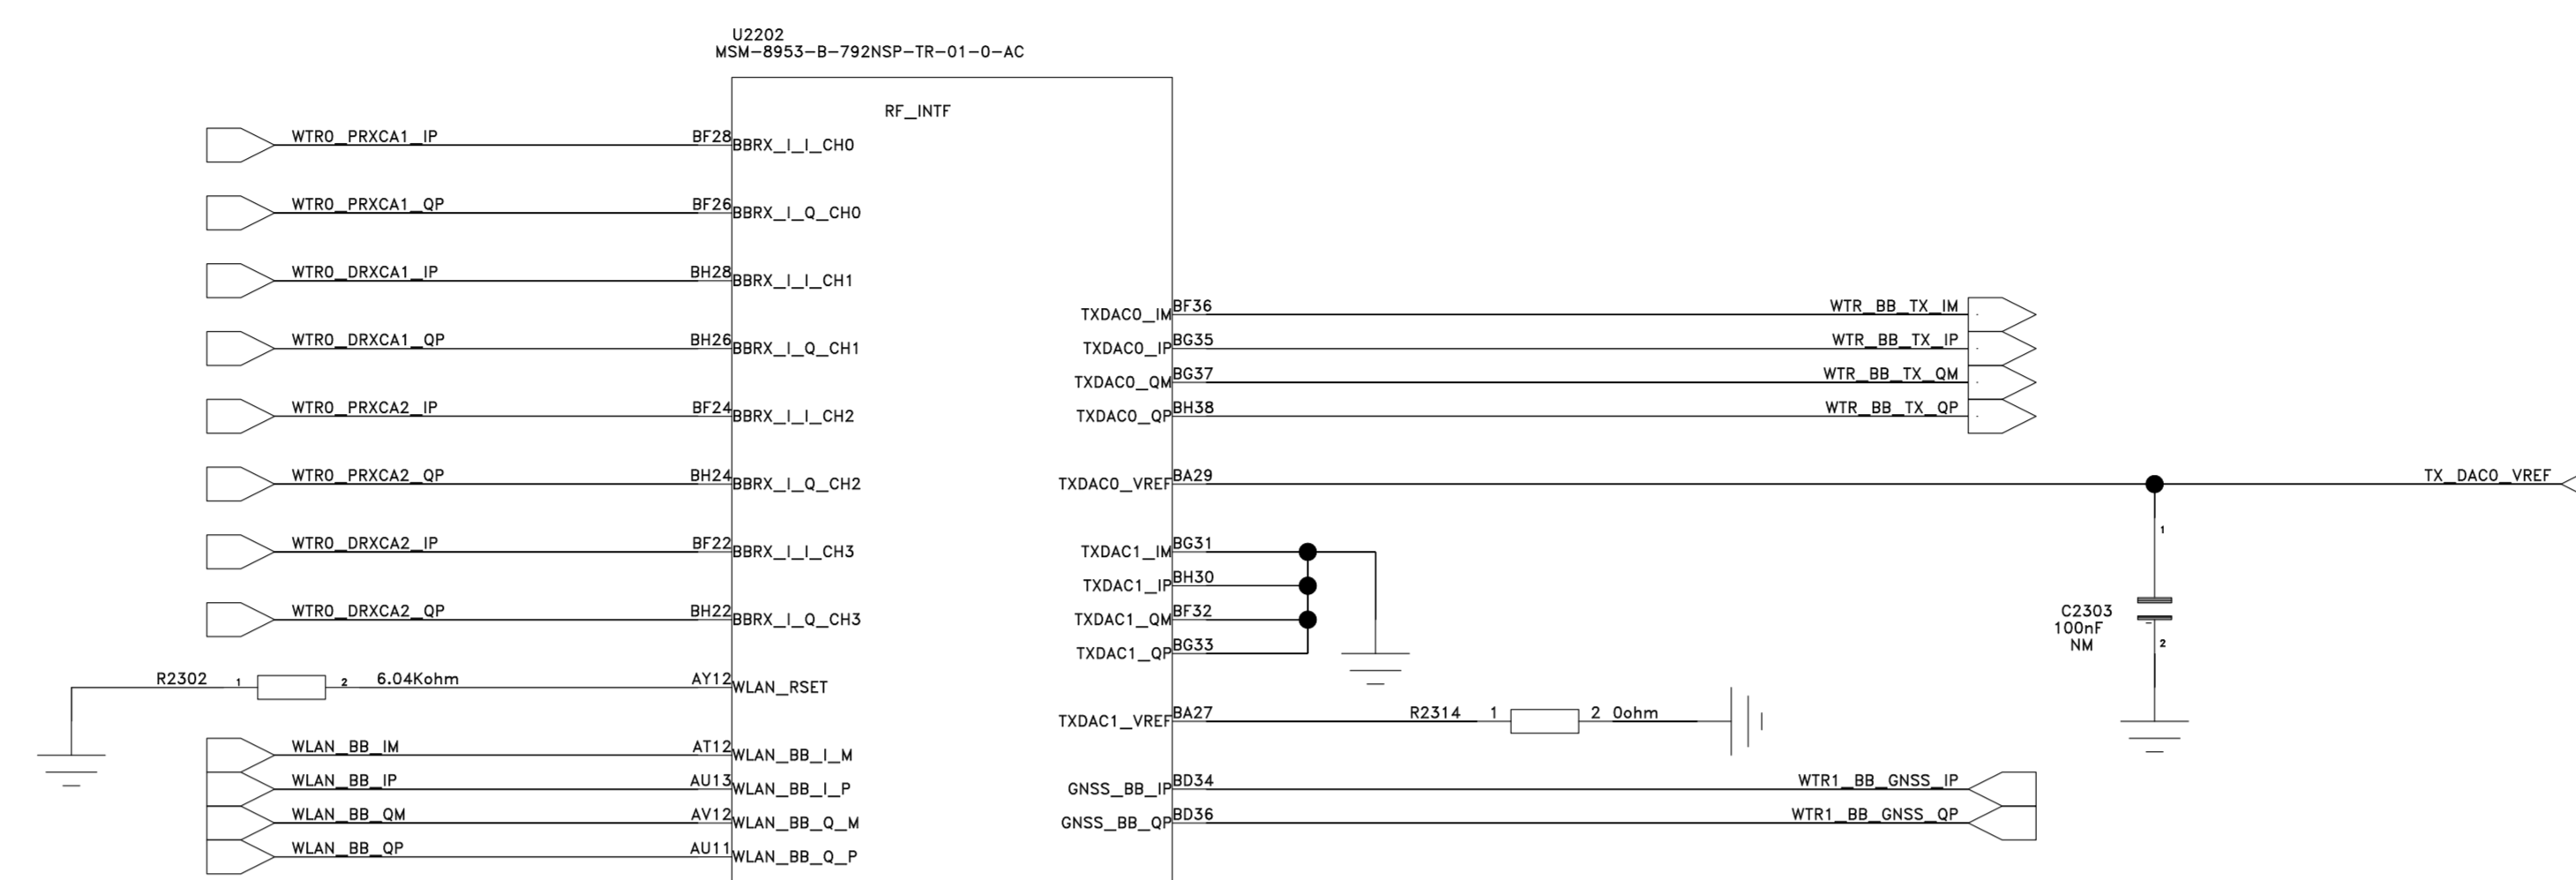 U2202
MSM-8953-B-792NSP-TR-01-0-AC
RF_INTF
WTR0_PRXCA1_IP BF28 BBRX_I_I_CH0
WTR0_PRXCA1_QP BF26 BBRX_I_Q_CH0
WTR0_DRXCA1_IP BH28 BBRX_I_I_CH1
TXDAC0_IM BF36 WTR_BB_TX_IM
WTR0_DRXCA1_QP BH26 BBRX_I_Q_CH1 TXDAC0_IP BG35 WTR_BB_TX_IP
TXDAC0_QM BG37 WTR_BB_TX_QM
WTR0_PRXCA2_IP BF24 BBRX_I_I_CH2 TXDAC0_QP BH38 WTR_BB_TX_QP
WTR0_PRXCA2_QP BH24 BBRX_I_Q_CH2 TXDAC0_VREF BA29 TX_DAC0_VREF
1
WTR0_DRXCA2_IP BF22 BBRX_I_I_CH3 TXDAC1_IM BG31
TXDAC1_IP BH30
WTR0_DRXCA2_QP BH22 BBRX_I_Q_CH3 TXDAC1_QM BF32 C2303
100nF
NM 2
TXDAC1_QP BG33
R2302 1 2 6.04Kohm AY12 WLAN_RSET
TXDAC1_VREF BA27 R2314 1 2 0ohm
WLAN_BB_IM AT12 WLAN_BB_I_M
WLAN_BB_IP AU13 WLAN_BB_I_P GNSS_BB_IP BD34 WTR1_BB_GNSS_IP
WLAN_BB_QM AV12 WLAN_BB_Q_M GNSS_BB_QP BD36 WTR1_BB_GNSS_QP
WLAN_BB_QP AU11 WLAN_BB_Q_P